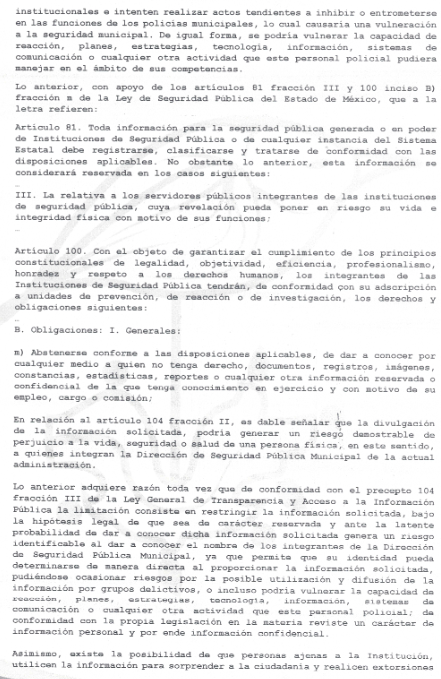 institucionales e intenten realizar actos tendientes a inhibir o entrometerse
en las funciones de los policías municipales, lo cual causaría una vulneración
a la seguridad municipal. De igual forma, se podría vulnerar la capacidad de
reacción, planes, estrategias, tecnología, información, sistemas de
comunicación o cualquier otra actividad que este personal policial pudiera
manejar en el ámbito de sus competencias.
Lo anterior, con apoyo de los artículos 81 fracción III y 100 inciso B)
fracción m de la Ley de Seguridad Pública del Estado de México, que a la
letra refieren:
Artículo 81. Toda información para la seguridad pública generada o en poder
de Instituciones de Seguridad Pública o de cualquier instancia del Sistema
Estatal debe registrarse, clasificarse y tratarse de conformidad con las
disposiciones aplicables. No obstante lo anterior, esta información se
considerará reservada en los casos siguientes:
…
III. La relativa a los servidores públicos integrantes de las instituciones
de seguridad pública, cuya revelación pueda poner en riesgo su vida e
integridad física con motivo de sus funciones;
…
Artículo 100. Con el objeto de garantizar el cumplimiento de los principios
constitucionales de legalidad, objetividad, eficiencia, profesionalismo,
honradez y respeto a los derechos humanos, los integrantes de las
Instituciones de Seguridad Pública tendrán, de conformidad con su adscripción
a unidades de prevención, de reacción o de investigación, los derechos y
obligaciones siguientes:
…
B. Obligaciones: I. Generales:
m) Abstenerse conforme a las disposiciones aplicables, de dar a conocer por
cualquier medio a quien no tenga derecho, documentos, registros, imágenes,
constancias, estadísticas, reportes o cualquier otra información reservada o
confidencial de la que tenga conocimiento en ejercicio y con motivo de su
empleo, cargo o comisión;
En relación al artículo 104 fracción II, es dable señalar que la divulgación
de la información solicitada, podría generar un riesgo demostrable de
perjuicio a la vida, seguridad o salud de una persona física, en este sentido,
a quienes integran la Dirección de Seguridad Pública Municipal de la actual
administración.
Lo anterior adquiere razón toda vez que de conformidad con el precepto 104
fracción III de la Ley General de Transparencia y Acceso a la Información
Pública la limitación consiste en restringir la información solicitada, bajo
la hipótesis legal de que sea de carácter reservada y ante la latente
probabilidad de dar a conocer dicha información solicitada genera un riesgo
identificable al dar a conocer el nombre de los integrantes de la Dirección
de Seguridad Pública Municipal, ya que permite que su identidad pueda
determinarse de manera directa al proporcionar la información solicitada,
pudiéndose ocasionar riesgos por la posible utilización y difusión de la
información por grupos delictivos, o incluso podría vulnerar la capacidad de
reacción, planes, estrategias, tecnología, información, sistemas de
comunicación o cualquier otra actividad que este personal policial; de
conformidad con la propia legislación en la materia reviste un carácter de
información personal y por ende información confidencial.
Asimismo, existe la posibilidad de que personas ajenas a la Institución,
utilicen la información para sorprender a la ciudadanía y realicen extorsiones